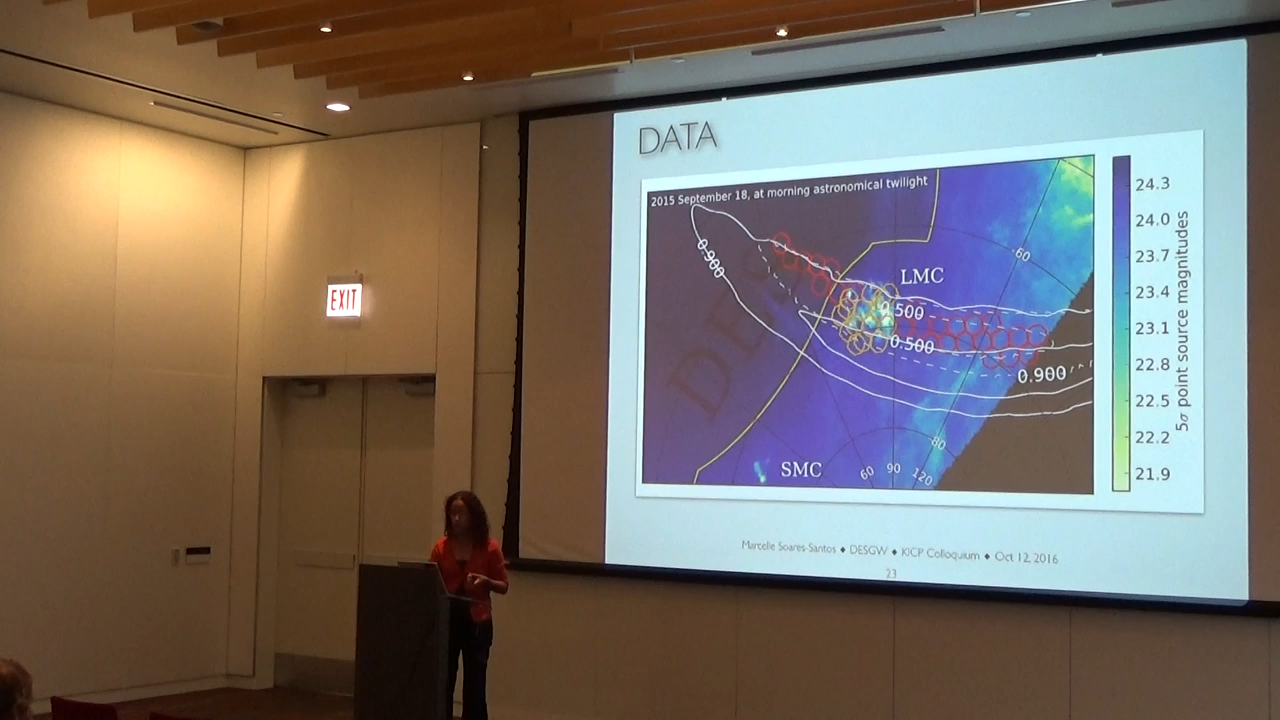 DATA
2015 September 18, at morning astronomical twilight
0.900
LMC
-60
0.500
0.500
0.900
-80
SMC
60 90 120
24.3
24.0
23.7
23.4
23.1
22.8
22.5
22.2
21.9
5σ point source magnitudes
DES
Marcelle Soares-Santos ◆ DESGW ◆ KICP Colloquium ◆ Oct 12, 2016
23
EXIT